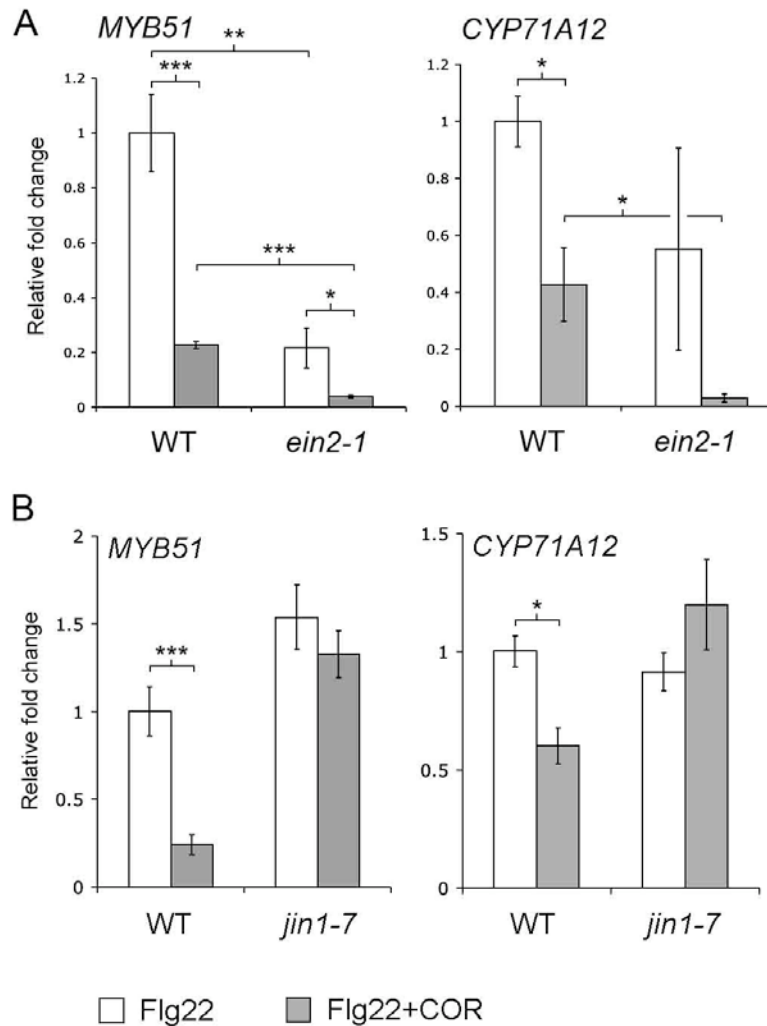 A
MYB51
CYP71A12
**
***
***
*
*
*
Relative fold change
1.2
1
0.8
0.6
0.4
0.2
0
1.2
1
0.8
0.6
0.4
0.2
0
WT ein2-1
WT ein2-1
B
MYB51
CYP71A12
***
*
Relative fold change
2
1.5
1
0.5
0
1.5
1
0.5
0
WT jin1-7
WT jin1-7
Flg22 Flg22+COR